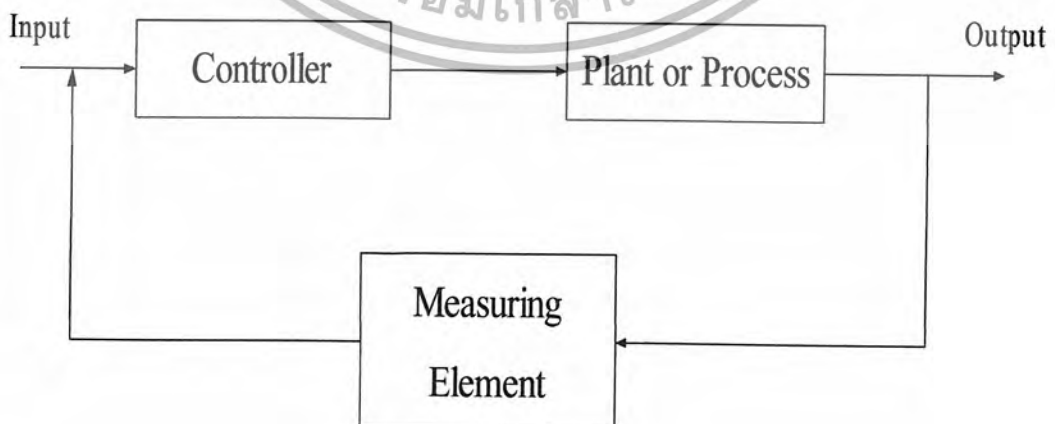 Input
Output
Controller
Plant or Process
Measuring
Element